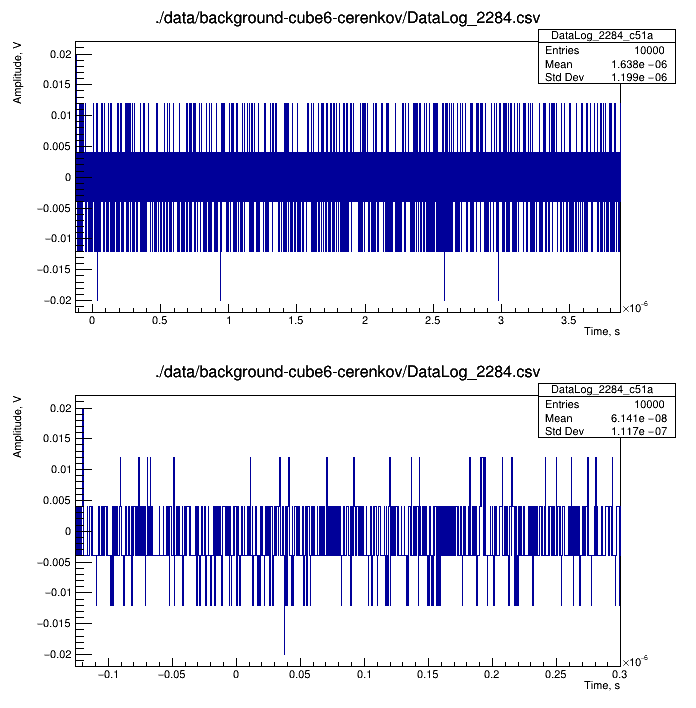 ./data/background-cube6-cerenkov/DataLog_2284.csv
DataLog_2284_c51a
Entries 10000
Mean 1.638e −06
Std Dev 1.199e −06
Amplitude, V
0.02
0.015
0.01
0.005
0
−0.005
−0.01
−0.015
−0.02
0 0.5 1 1.5 2 2.5 3 3.5
×10⁻⁶
Time, s
./data/background-cube6-cerenkov/DataLog_2284.csv
DataLog_2284_c51a
Entries 10000
Mean 6.141e −08
Std Dev 1.117e −07
Amplitude, V
0.02
0.015
0.01
0.005
0
−0.005
−0.01
−0.015
−0.02
−0.1 −0.05 0 0.05 0.1 0.15 0.2 0.25 0.3
×10⁻⁶
Time, s